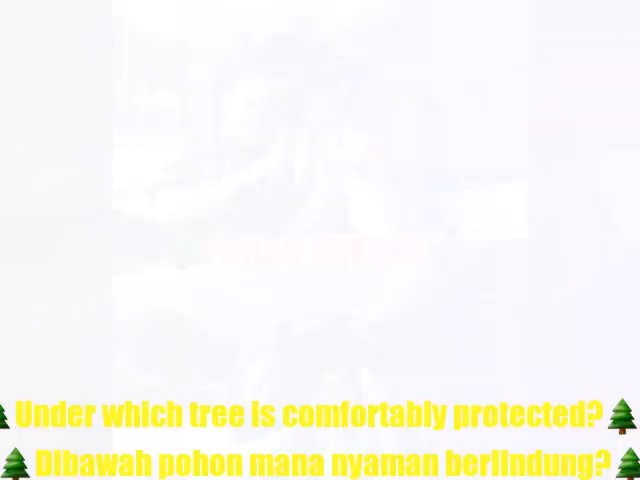 🌲 Under which tree is comfortably protected? 🌲
🌲 Dibawah pohon mana nyaman berlindung? 🌲